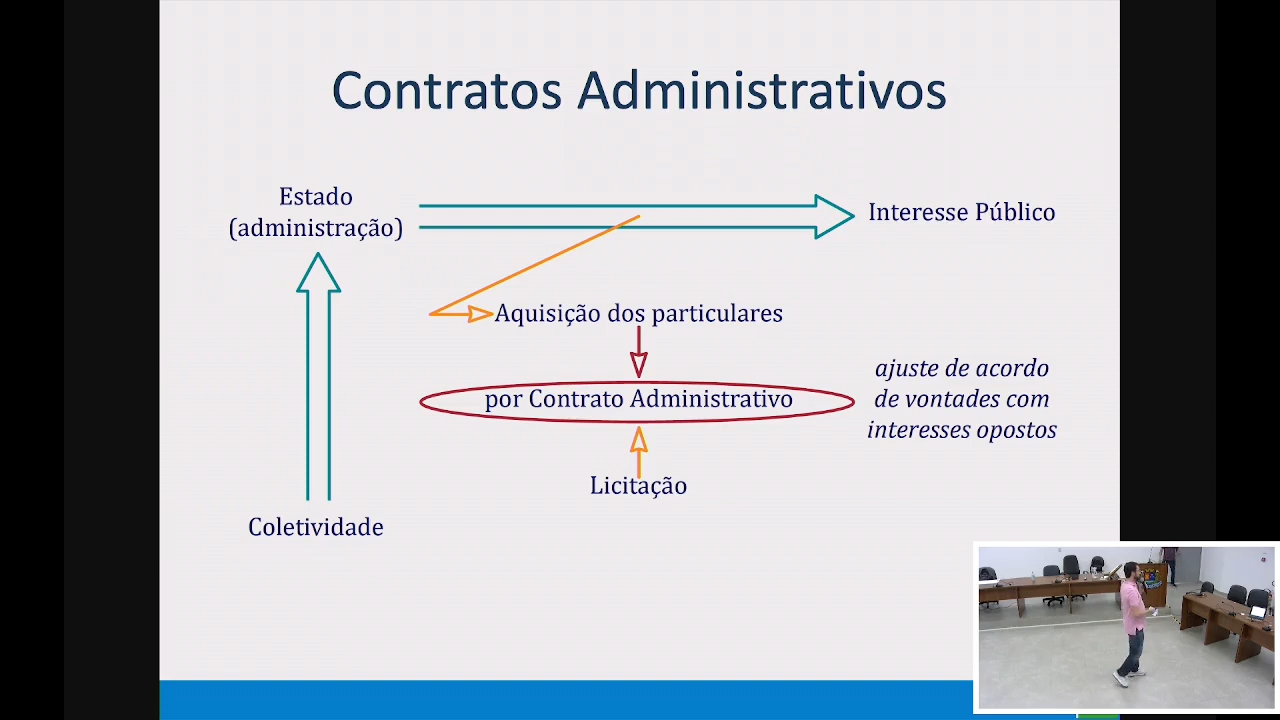 Contratos Administrativos
Estado
(administração)
Interesse Público
Aquisição dos particulares
por Contrato Administrativo
ajuste de acordo
de vontades com
interesses opostos
Licitação
Coletividade